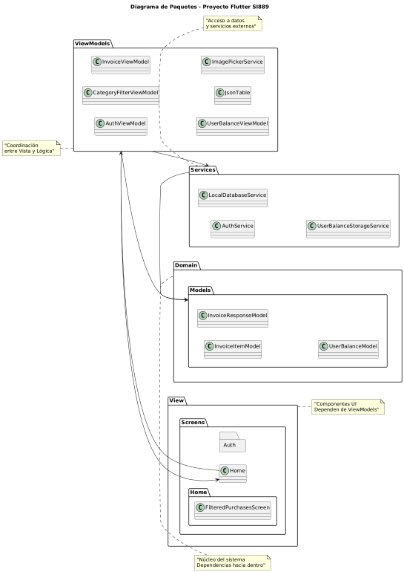 Diagrama de Paquetes - Proyecto Flutter SI889
"Acceso a datos
y servicios externos"
ViewModels
C InvoiceViewModel
C ImagePickerService
C CategoryFilterViewModel
C JsonTable
C AuthViewModel
C UserBalanceViewModel
"Coordinación
entre Vista y Lógica"
Services
C LocalDatabaseService
C AuthService
C UserBalanceStorageService
Domain
Models
C InvoiceResponseModel
C InvoiceItemModel
C UserBalanceModel
View
"Componentes UI
Dependen de ViewModels"
Screens
Auth
C Home
Home
C FilteredPurchasesScreen
"Núcleo del sistema
Dependencias hacia dentro"